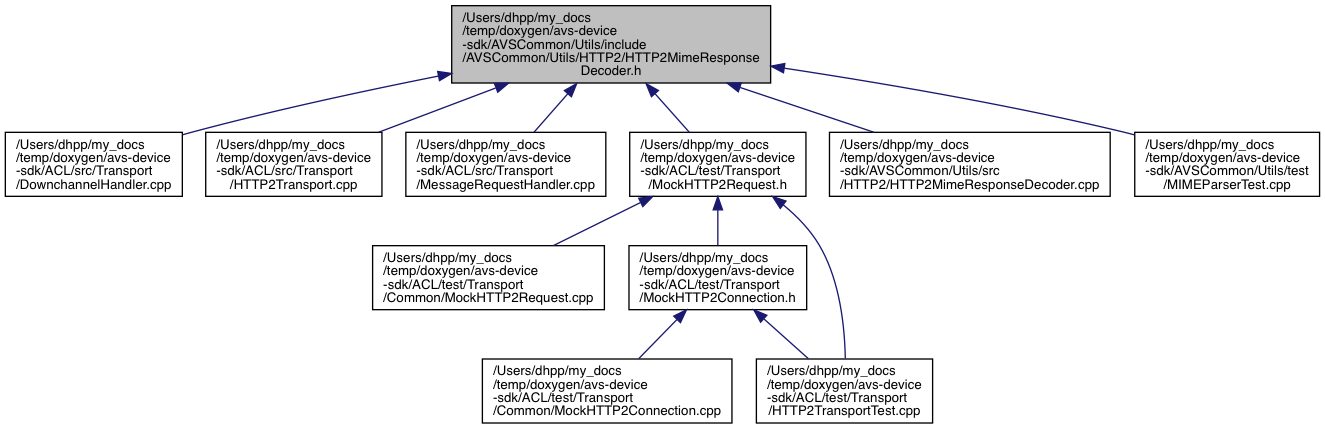 /Users/dhpp/my_docs
/temp/doxygen/avs-device
-sdk/AVSCommon/Utils/include
/AVSCommon/Utils/HTTP2/HTTP2MimeResponse
Decoder.h
/Users/dhpp/my_docs
/temp/doxygen/avs-device
-sdk/ACL/src/Transport
/DownchannelHandler.cpp
/Users/dhpp/my_docs
/temp/doxygen/avs-device
-sdk/ACL/src/Transport
/HTTP2Transport.cpp
/Users/dhpp/my_docs
/temp/doxygen/avs-device
-sdk/ACL/src/Transport
/MessageRequestHandler.cpp
/Users/dhpp/my_docs
/temp/doxygen/avs-device
-sdk/ACL/test/Transport
/MockHTTP2Request.h
/Users/dhpp/my_docs
/temp/doxygen/avs-device
-sdk/AVSCommon/Utils/src
/HTTP2/HTTP2MimeResponseDecoder.cpp
/Users/dhpp/my_docs
/temp/doxygen/avs-device
-sdk/AVSCommon/Utils/test
/MIMEParserTest.cpp
/Users/dhpp/my_docs
/temp/doxygen/avs-device
-sdk/ACL/test/Transport
/Common/MockHTTP2Request.cpp
/Users/dhpp/my_docs
/temp/doxygen/avs-device
-sdk/ACL/test/Transport
/MockHTTP2Connection.h
/Users/dhpp/my_docs
/temp/doxygen/avs-device
-sdk/ACL/test/Transport
/Common/MockHTTP2Connection.cpp
/Users/dhpp/my_docs
/temp/doxygen/avs-device
-sdk/ACL/test/Transport
/HTTP2TransportTest.cpp